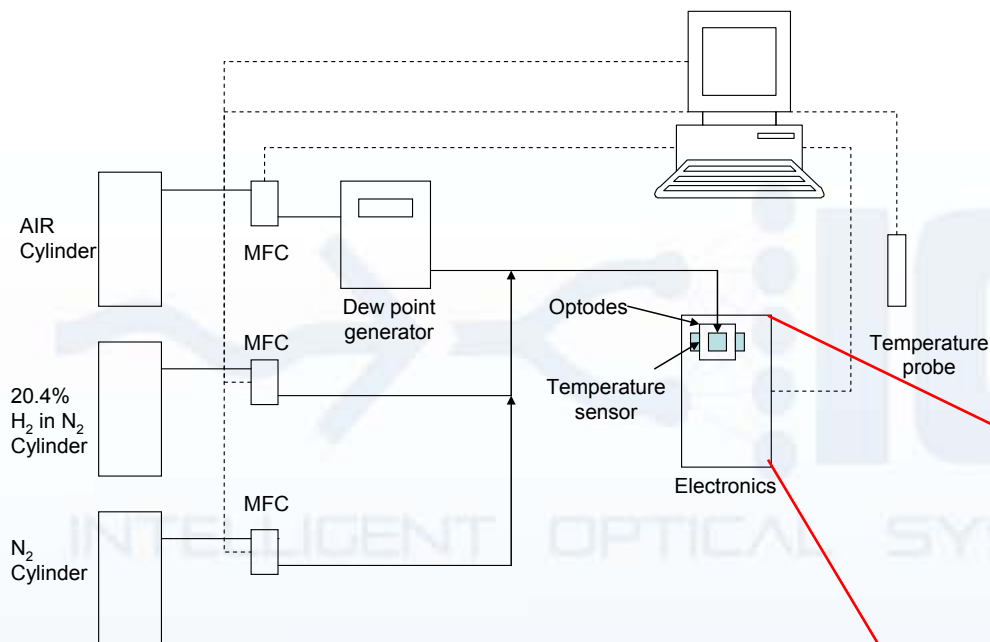 AIR
Cylinder
MFC
Dew point
generator
Optodes
Temperature
sensor
Temperature
probe
MFC
20.4%
H₂ in N₂
Cylinder
Electronics
MFC
N₂
Cylinder
INTELLIGENT OPTICAL SY